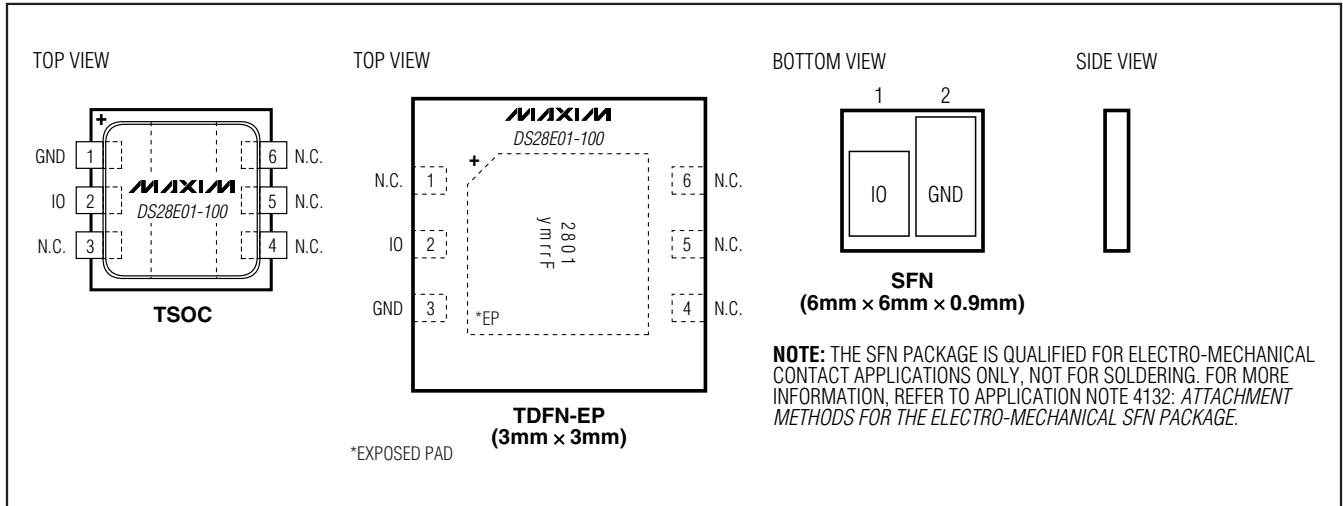 TOP VIEW
+
GND 1
6 N.C.
MAXIM
IO 2
5 N.C.
DS28E01-100
N.C. 3
4 N.C.
TSOC
TOP VIEW
MAXIM
DS28E01-100
+
N.C. 1
6 N.C.
2801
ymrrF
IO 2
5 N.C.
GND 3
4 N.C.
*EP
TDFN-EP
(3mm × 3mm)
*EXPOSED PAD
BOTTOM VIEW
1 2
IO GND
SFN
(6mm × 6mm × 0.9mm)
SIDE VIEW
NOTE: THE SFN PACKAGE IS QUALIFIED FOR ELECTRO-MECHANICAL
CONTACT APPLICATIONS ONLY, NOT FOR SOLDERING. FOR MORE
INFORMATION, REFER TO APPLICATION NOTE 4132: ATTACHMENT
METHODS FOR THE ELECTRO-MECHANICAL SFN PACKAGE.